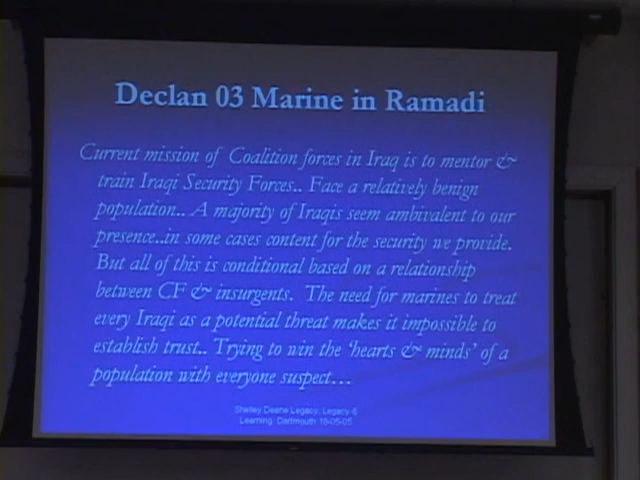 Declan 03 Marine in Ramadi
Current mission of Coalition forces in Iraq is to mentor &
train Iraqi Security Forces.. Face a relatively benign
population.. A majority of Iraqis seem ambivalent to our
presence..in some cases content for the security we provide.
But all of this is conditional based on a relationship
between CF & insurgents. The need for marines to treat
every Iraqi as a potential threat makes it impossible to
establish trust.. Trying to win the 'hearts & minds' of a
population with everyone suspect…
Shelley Deane Legacy, Legacy &
Learning: Dartmouth 18-05-05